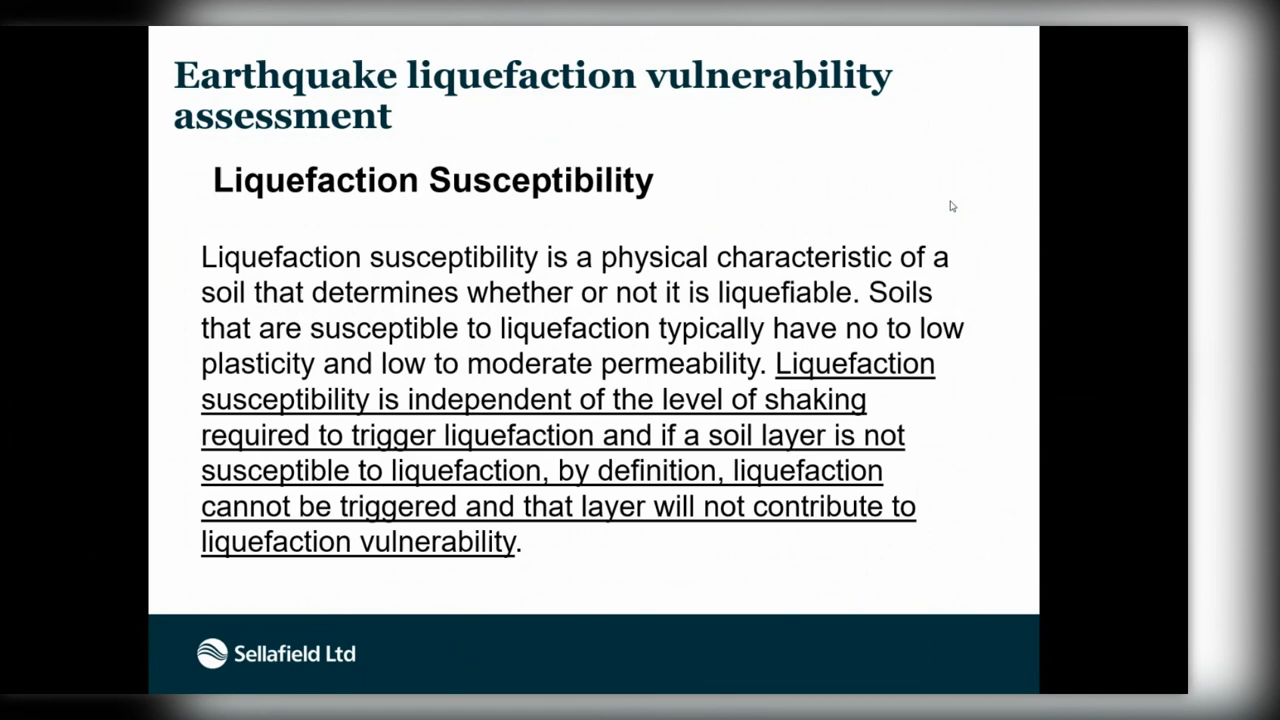 Earthquake liquefaction vulnerability
assessment
Liquefaction Susceptibility
Liquefaction susceptibility is a physical characteristic of a
soil that determines whether or not it is liquefiable. Soils
that are susceptible to liquefaction typically have no to low
plasticity and low to moderate permeability. Liquefaction
susceptibility is independent of the level of shaking
required to trigger liquefaction and if a soil layer is not
susceptible to liquefaction, by definition, liquefaction
cannot be triggered and that layer will not contribute to
liquefaction vulnerability.
Sellafield Ltd